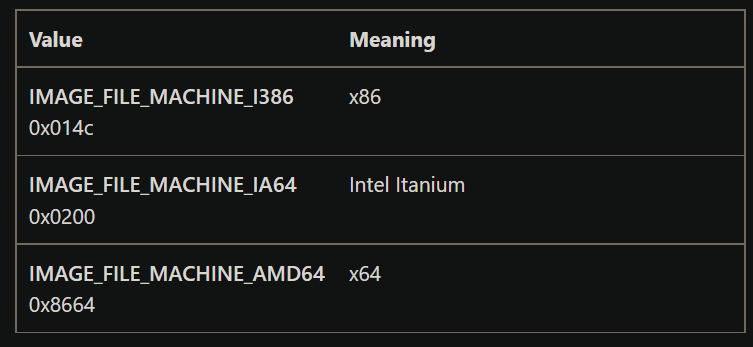 Value Meaning
IMAGE_FILE_MACHINE_I386 x86
0x014c
IMAGE_FILE_MACHINE_IA64 Intel Itanium
0x0200
IMAGE_FILE_MACHINE_AMD64 x64
0x8664